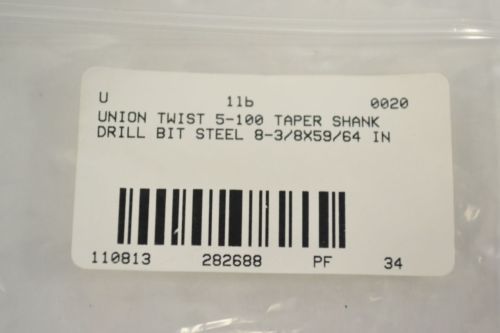 U 1lb 0020
UNION TWIST 5-100 TAPER SHANK
DRILL BIT STEEL 8-3/8X59/64 IN
110813 282688 PF 34